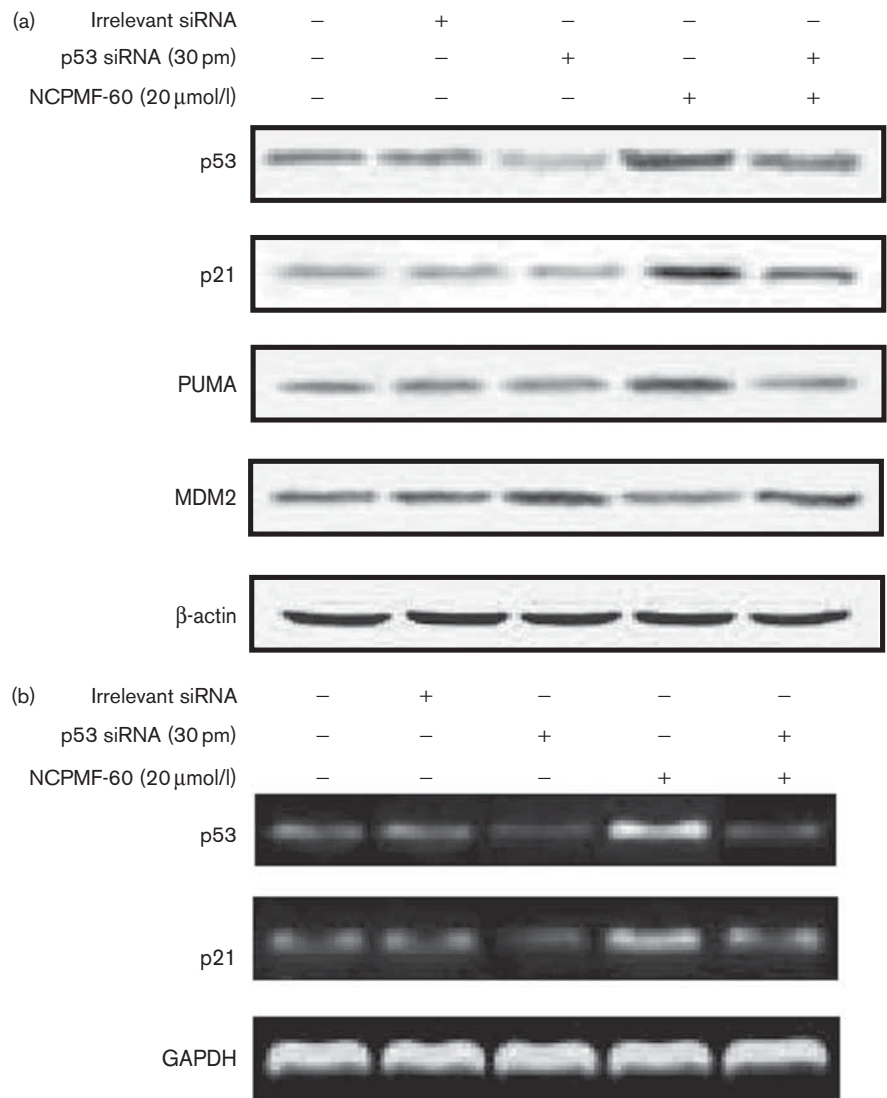 (a) Irrelevant siRNA − + − − −
p53 siRNA (30 pm) − − + − +
NCPMF-60 (20 μmol/l) − − − + +
p53
p21
PUMA
MDM2
β-actin
(b) Irrelevant siRNA − + − − −
p53 siRNA (30 pm) − − + − +
NCPMF-60 (20 μmol/l) − − − + +
p53
p21
GAPDH